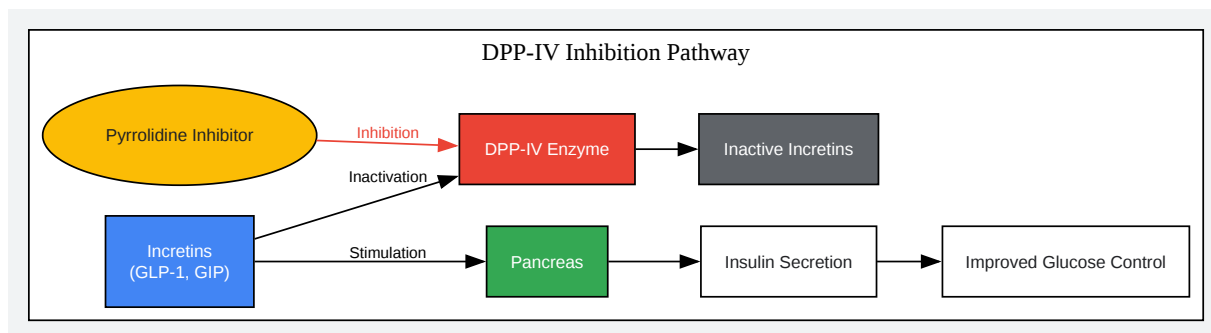 DPP-IV Inhibition Pathway
Pyrrolidine Inhibitor
Inhibition
DPP-IV Enzyme
Inactive Incretins
Inactivation
Incretins
(GLP-1, GIP)
Stimulation
Pancreas
Insulin Secretion
Improved Glucose Control